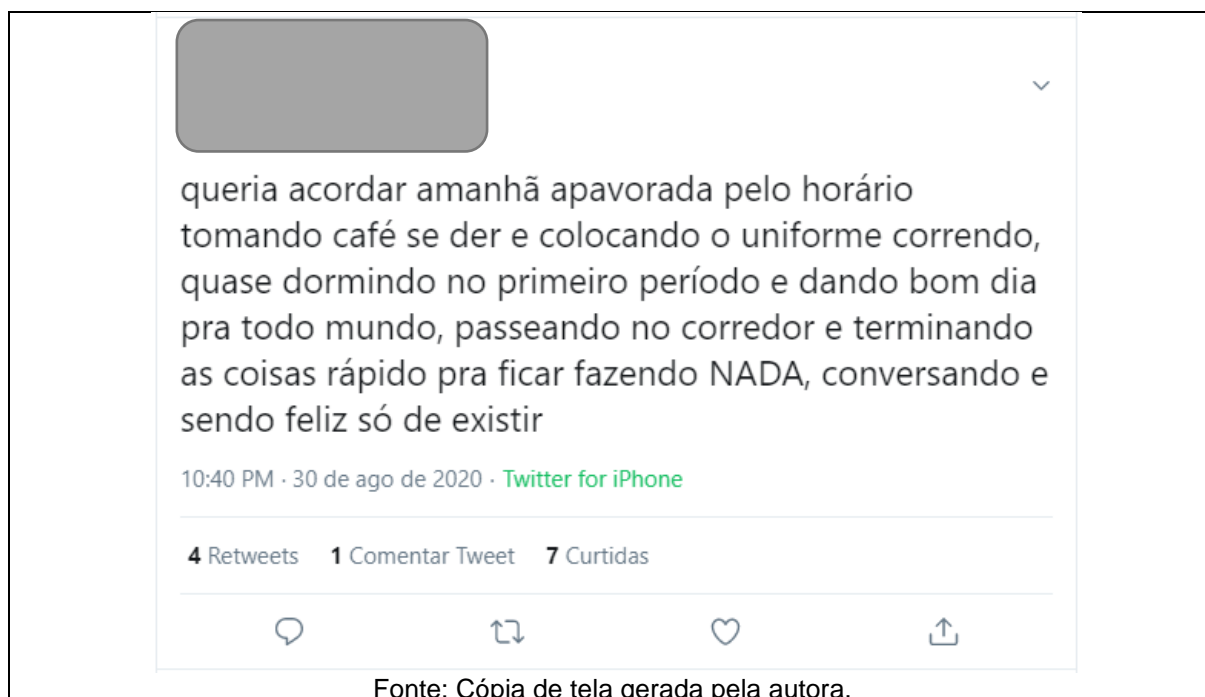 queria acordar amanhã apavorada pelo horário
tomando café se der e colocando o uniforme correndo,
quase dormindo no primeiro período e dando bom dia
pra todo mundo, passeando no corredor e terminando
as coisas rápido pra ficar fazendo NADA, conversando e
sendo feliz só de existir
10:40 PM · 30 de ago de 2020 · Twitter for iPhone
4 Retweets 1 Comentar Tweet 7 Curtidas
Fonte: Cópia de tela gerada pela autora.